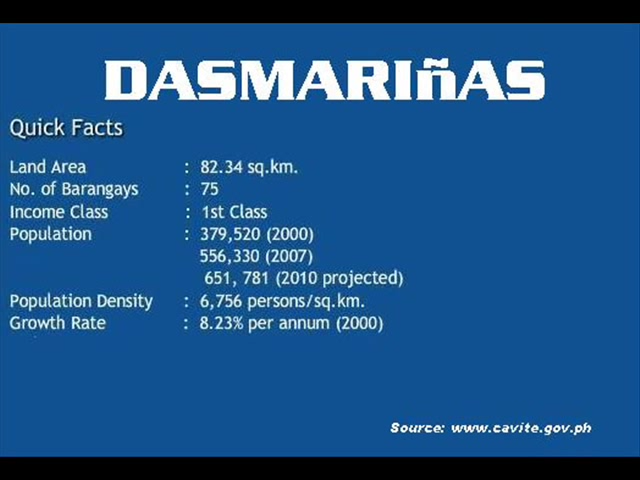 DASMARIñAS
Quick Facts
Land Area : 82.34 sq.km.
No. of Barangays : 75
Income Class : 1st Class
Population : 379,520 (2000)
556,330 (2007)
651, 781 (2010 projected)
Population Density : 6,756 persons/sq.km.
Growth Rate : 8.23% per annum (2000)
Source: www.cavite.gov.ph